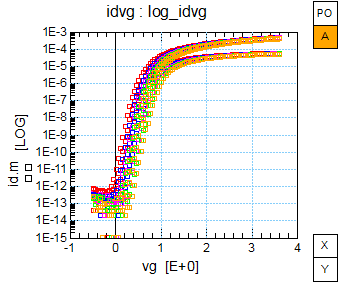 idvg : log_idvg
PO
A
1E-3
1E-4
1E-5
1E-6
1E-7
1E-8
1E-9
1E-10
1E-11
1E-12
1E-13
1E-14
1E-15
id.m [LOG]
-1 0 1 2 3 4
vg [E+0]
X
Y